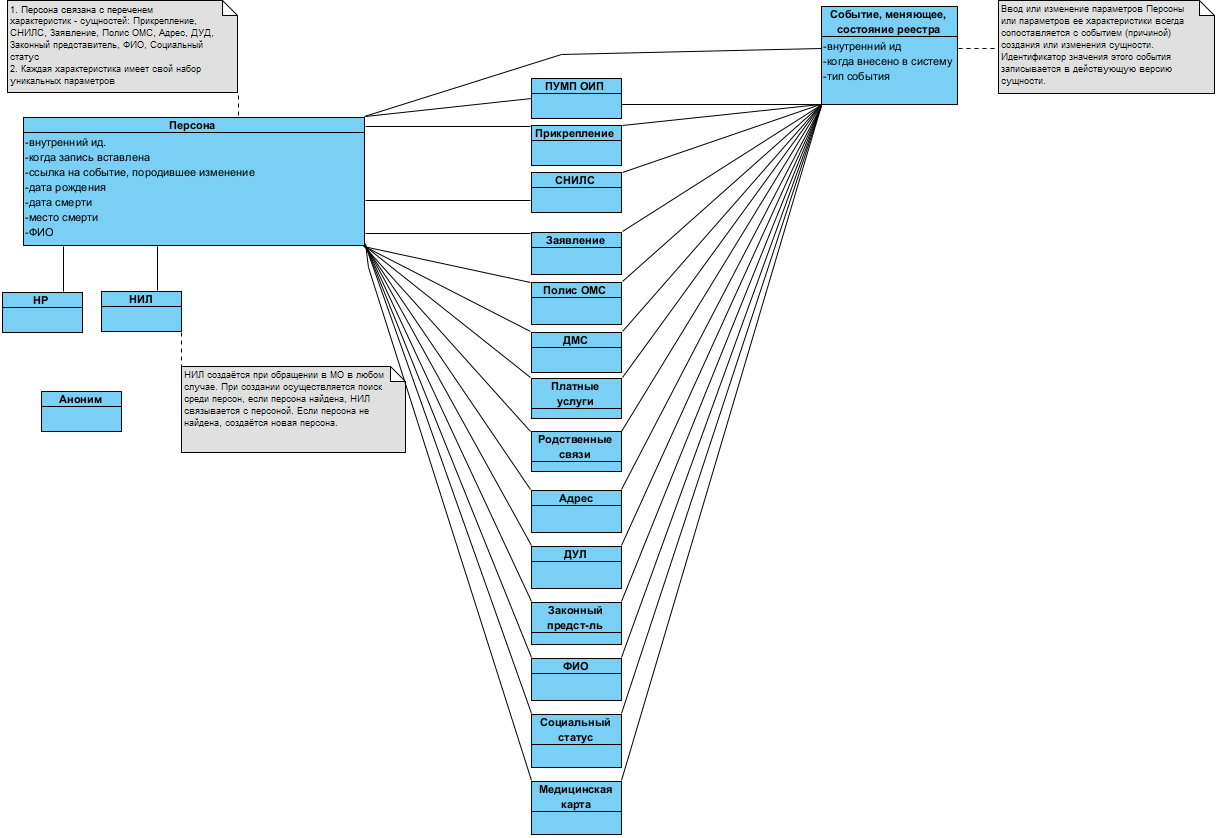 1. Персона связана с переченем
характеристик - сущностей: Прикрепление,
СНИЛС, Заявление, Полис ОМС, Адрес, ДУД,
Законный представитель, ФИО, Социальный
статус
2. Каждая характеристика имеет свой набор
уникальных параметров
Событие, меняющее,
состояние реестра
-внутренний ид
-когда внесено в систему
-тип события
Ввод или изменение параметров Персоны
или параметров ее характеристики всегда
сопоставляется с событием (причиной)
создания или изменения сущности.
Идентификатор значения этого события
записывается в действующую версию
сущности.
Персона
-внутренний ид.
-когда запись вставлена
-ссылка на событие, породившее изменение
-дата рождения
-дата смерти
-место смерти
-ФИО
НР
НИЛ
НИЛ создаётся при обращении в МО в любом
случае. При создании осуществляется поиск
среди персон, если персона найдена, НИЛ
связывается с персоной. Если персона не
найдена, создаётся новая персона.
Аноним
ПУМП ОИП
Прикрепление
СНИЛС
Заявление
Полис ОМС
ДМС
Платные
услуги
Родственные
связи
Адрес
ДУЛ
Законный
предст-ль
ФИО
Социальный
статус
Медицинская
карта